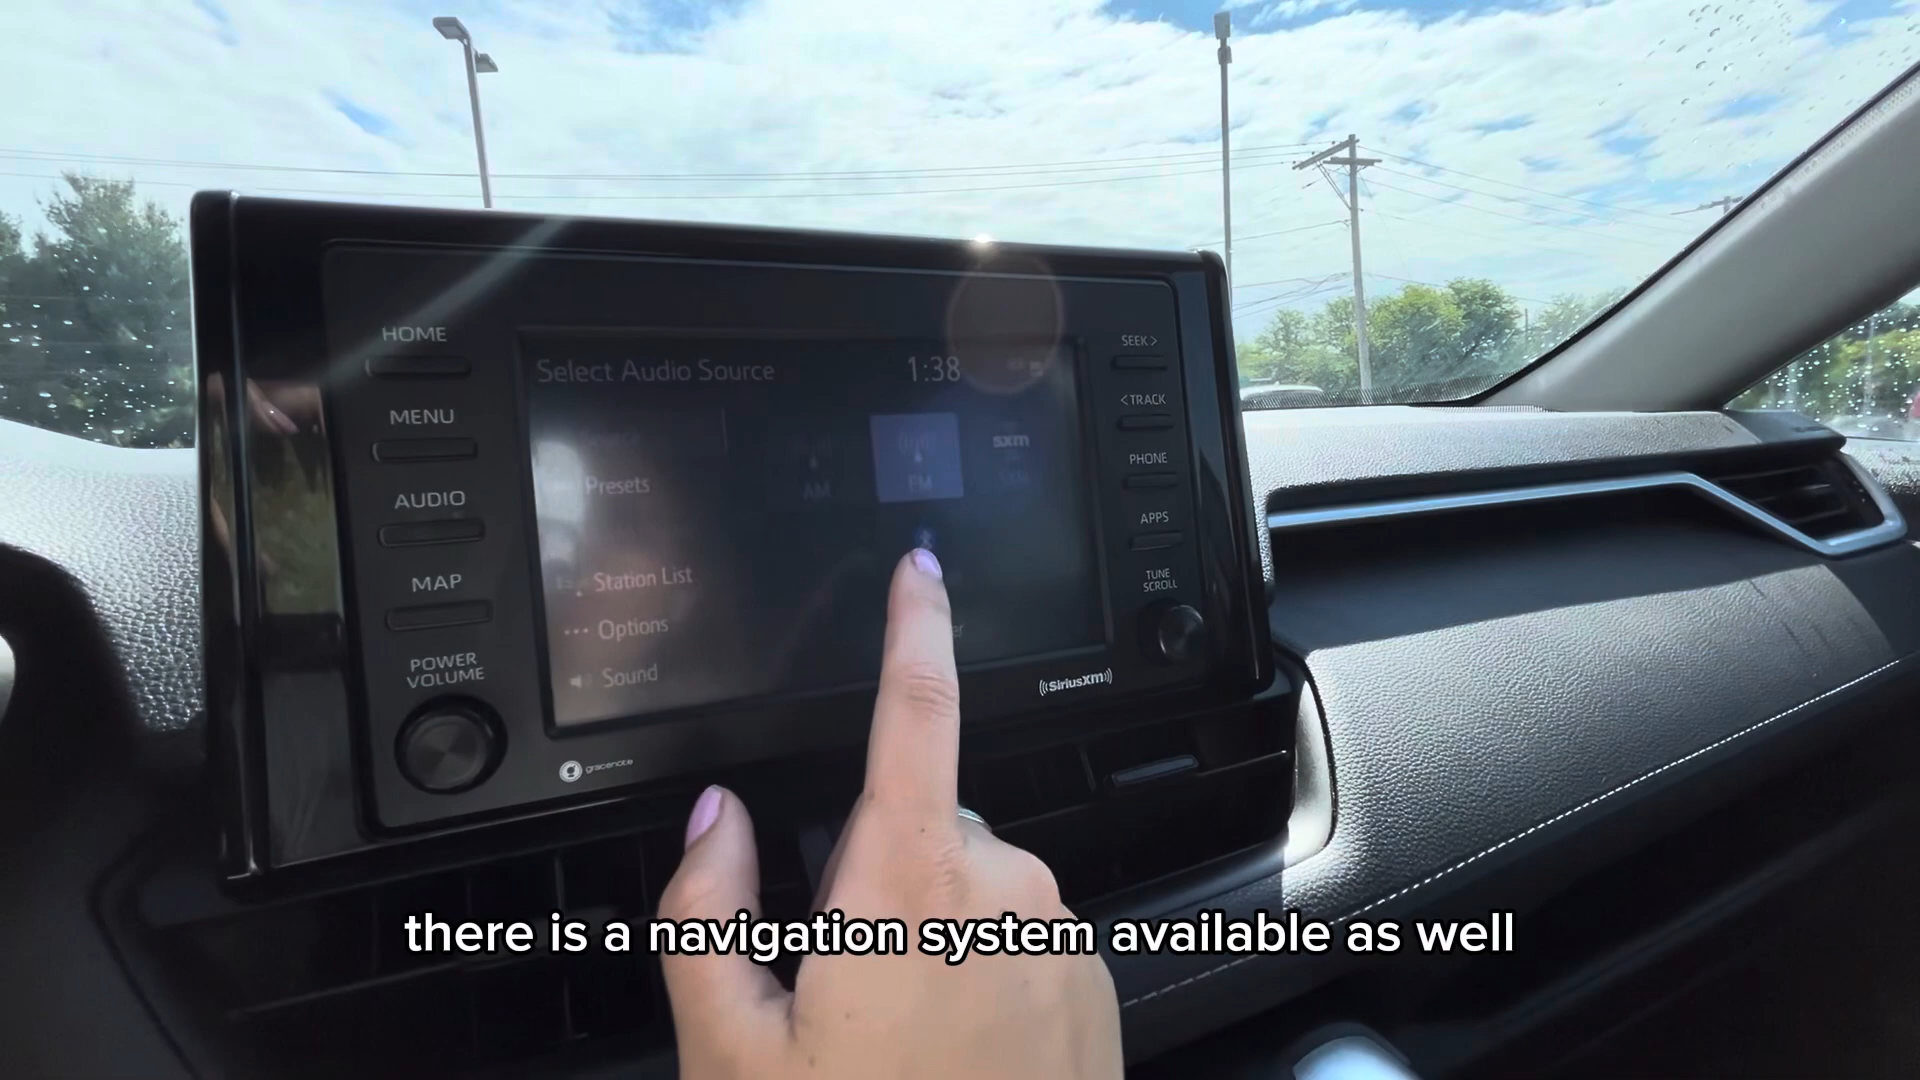 HOME
MENU
AUDIO
MAP
POWER
VOLUME
Select Audio Source
1:38
Source
Presets
Station List
Options
Sound
AM
FM
sxm
SEEK >
< TRACK
PHONE
APPS
TUNE
SCROLL
((SiriusXM))
gracenote
there is a navigation system available as well